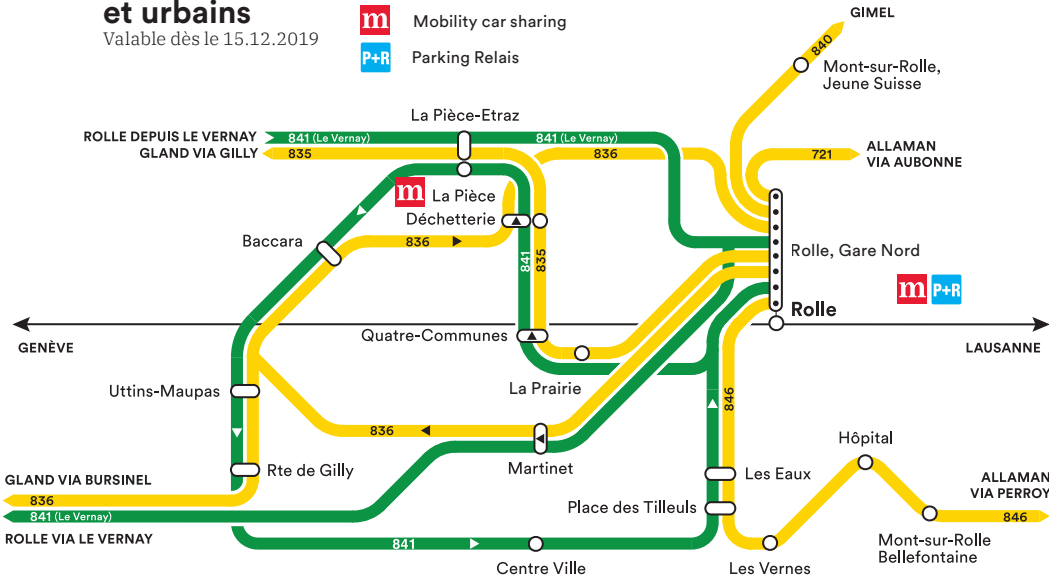 et urbains
Valable dès le 15.12.2019
m Mobility car sharing
P+R Parking Relais
GIMEL
840
Mont-sur-Rolle,
Jeune Suisse
La Pièce-Etraz
ROLLE DEPUIS LE VERNAY
841 (Le Vernay)
841 (Le Vernay)
GLAND VIA GILLY
835
836
721
ALLAMAN
VIA AUBONNE
m
La Pièce
Déchetterie
Baccara
836
841
835
Rolle, Gare Nord
m P+R
Rolle
GENÈVE
Quatre-Communes
LAUSANNE
La Prairie
Uttins-Maupas
846
836
Martinet
Hôpital
Rte de Gilly
Les Eaux
GLAND VIA BURSINEL
836
Place des Tilleuls
ALLAMAN
VIA PERROY
846
841 (Le Vernay)
ROLLE VIA LE VERNAY
841
Centre Ville
Les Vernes
Mont-sur-Rolle
Bellefontaine